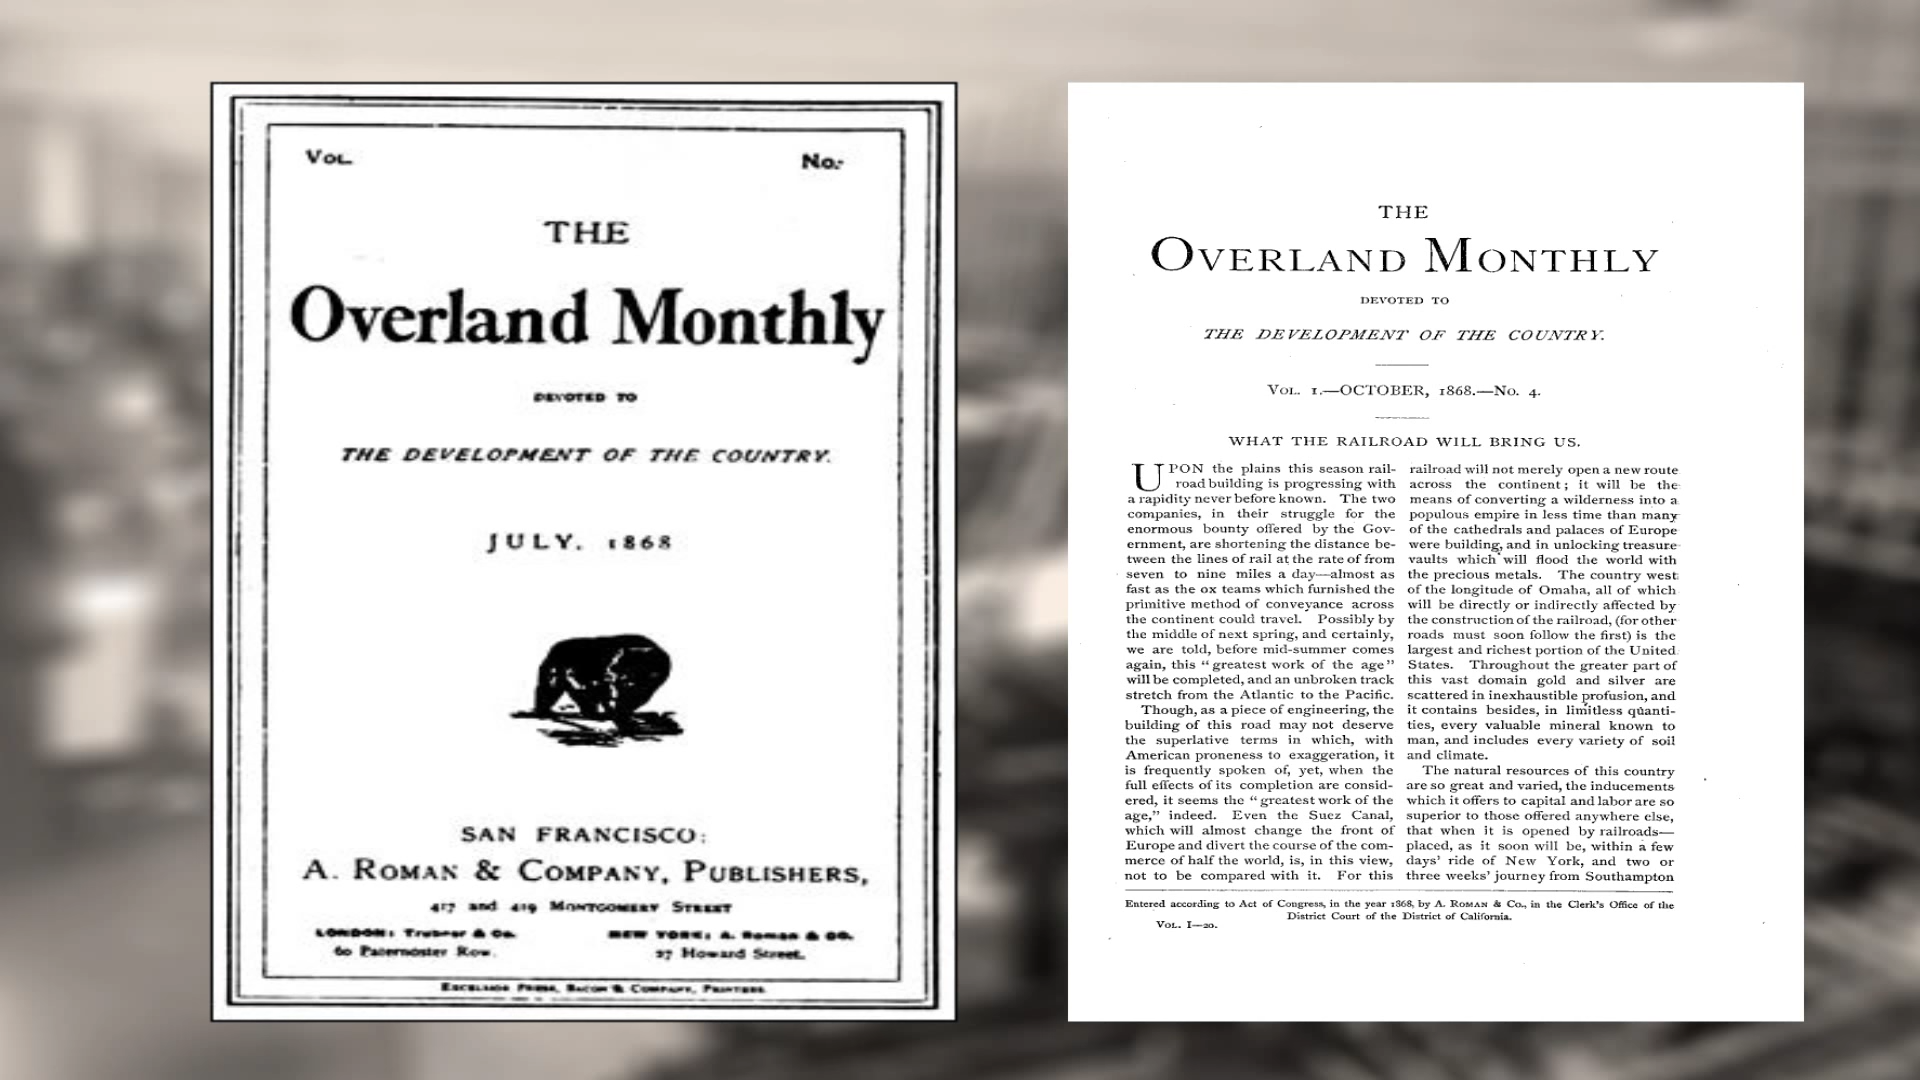 VOL.
No.
THE
Overland Monthly
DEVOTED TO
THE DEVELOPMENT OF THE COUNTRY.
JULY. 1868
SAN FRANCISCO:
A. ROMAN & COMPANY, PUBLISHERS,
417 and 419 MONTGOMERY STREET
LONDON: Trubner & Co.
60 Paternoster Row.
NEW YORK: A. Roman & CO.
27 Howard Street.
EXCELSIOR PRESS, BACON & COMPANY, PRINTERS
THE
OVERLAND MONTHLY
DEVOTED TO
THE DEVELOPMENT OF THE COUNTRY.
VOL. 1.—OCTOBER, 1868.—No. 4.
WHAT THE RAILROAD WILL BRING US.
UPON the plains this season rail-
road building is progressing with
a rapidity never before known. The two
companies, in their struggle for the
enormous bounty offered by the Gov-
ernment, are shortening the distance be-
tween the lines of rail at the rate of from
seven to nine miles a day—almost as
fast as the ox teams which furnished the
primitive method of conveyance across
the continent could travel. Possibly by
the middle of next spring, and certainly,
we are told, before mid-summer comes
again, this "greatest work of the age"
will be completed, and an unbroken track
stretch from the Atlantic to the Pacific.
Though, as a piece of engineering, the
building of this road may not deserve
the superlative terms in which, with
American proneness to exaggeration, it
is frequently spoken of, yet, when the
full effects of its completion are consid-
ered, it seems the "greatest work of the
age," indeed. Even the Suez Canal,
which will almost change the front of
Europe and divert the course of the com-
merce of half the world, is, in this view,
not to be compared with it. For this
railroad will not merely open a new route
across the continent; it will be the
means of converting a wilderness into a
populous empire in less time than many
of the cathedrals and palaces of Europe
were building, and in unlocking treasure
vaults which will flood the world with
the precious metals. The country west
of the longitude of Omaha, all of which
will be directly or indirectly affected by
the construction of the railroad, (for other
roads must soon follow the first) is the
largest and richest portion of the United
States. Throughout the greater part of
this vast domain gold and silver are
scattered in inexhaustible profusion, and
it contains besides, in limitless quanti-
ties, every valuable mineral known to
man, and includes every variety of soil
and climate.
The natural resources of this country
are so great and varied, the inducements
which it offers to capital and labor are so
superior to those offered anywhere else,
that when it is opened by railroads—
placed, as it soon will be, within a few
days' ride of New York, and two or
three weeks' journey from Southampton
Entered according to Act of Congress, in the year 1868, by A. ROMAN & Co., in the Clerk's Office of the
District Court of the District of California.
VOL. I—20.